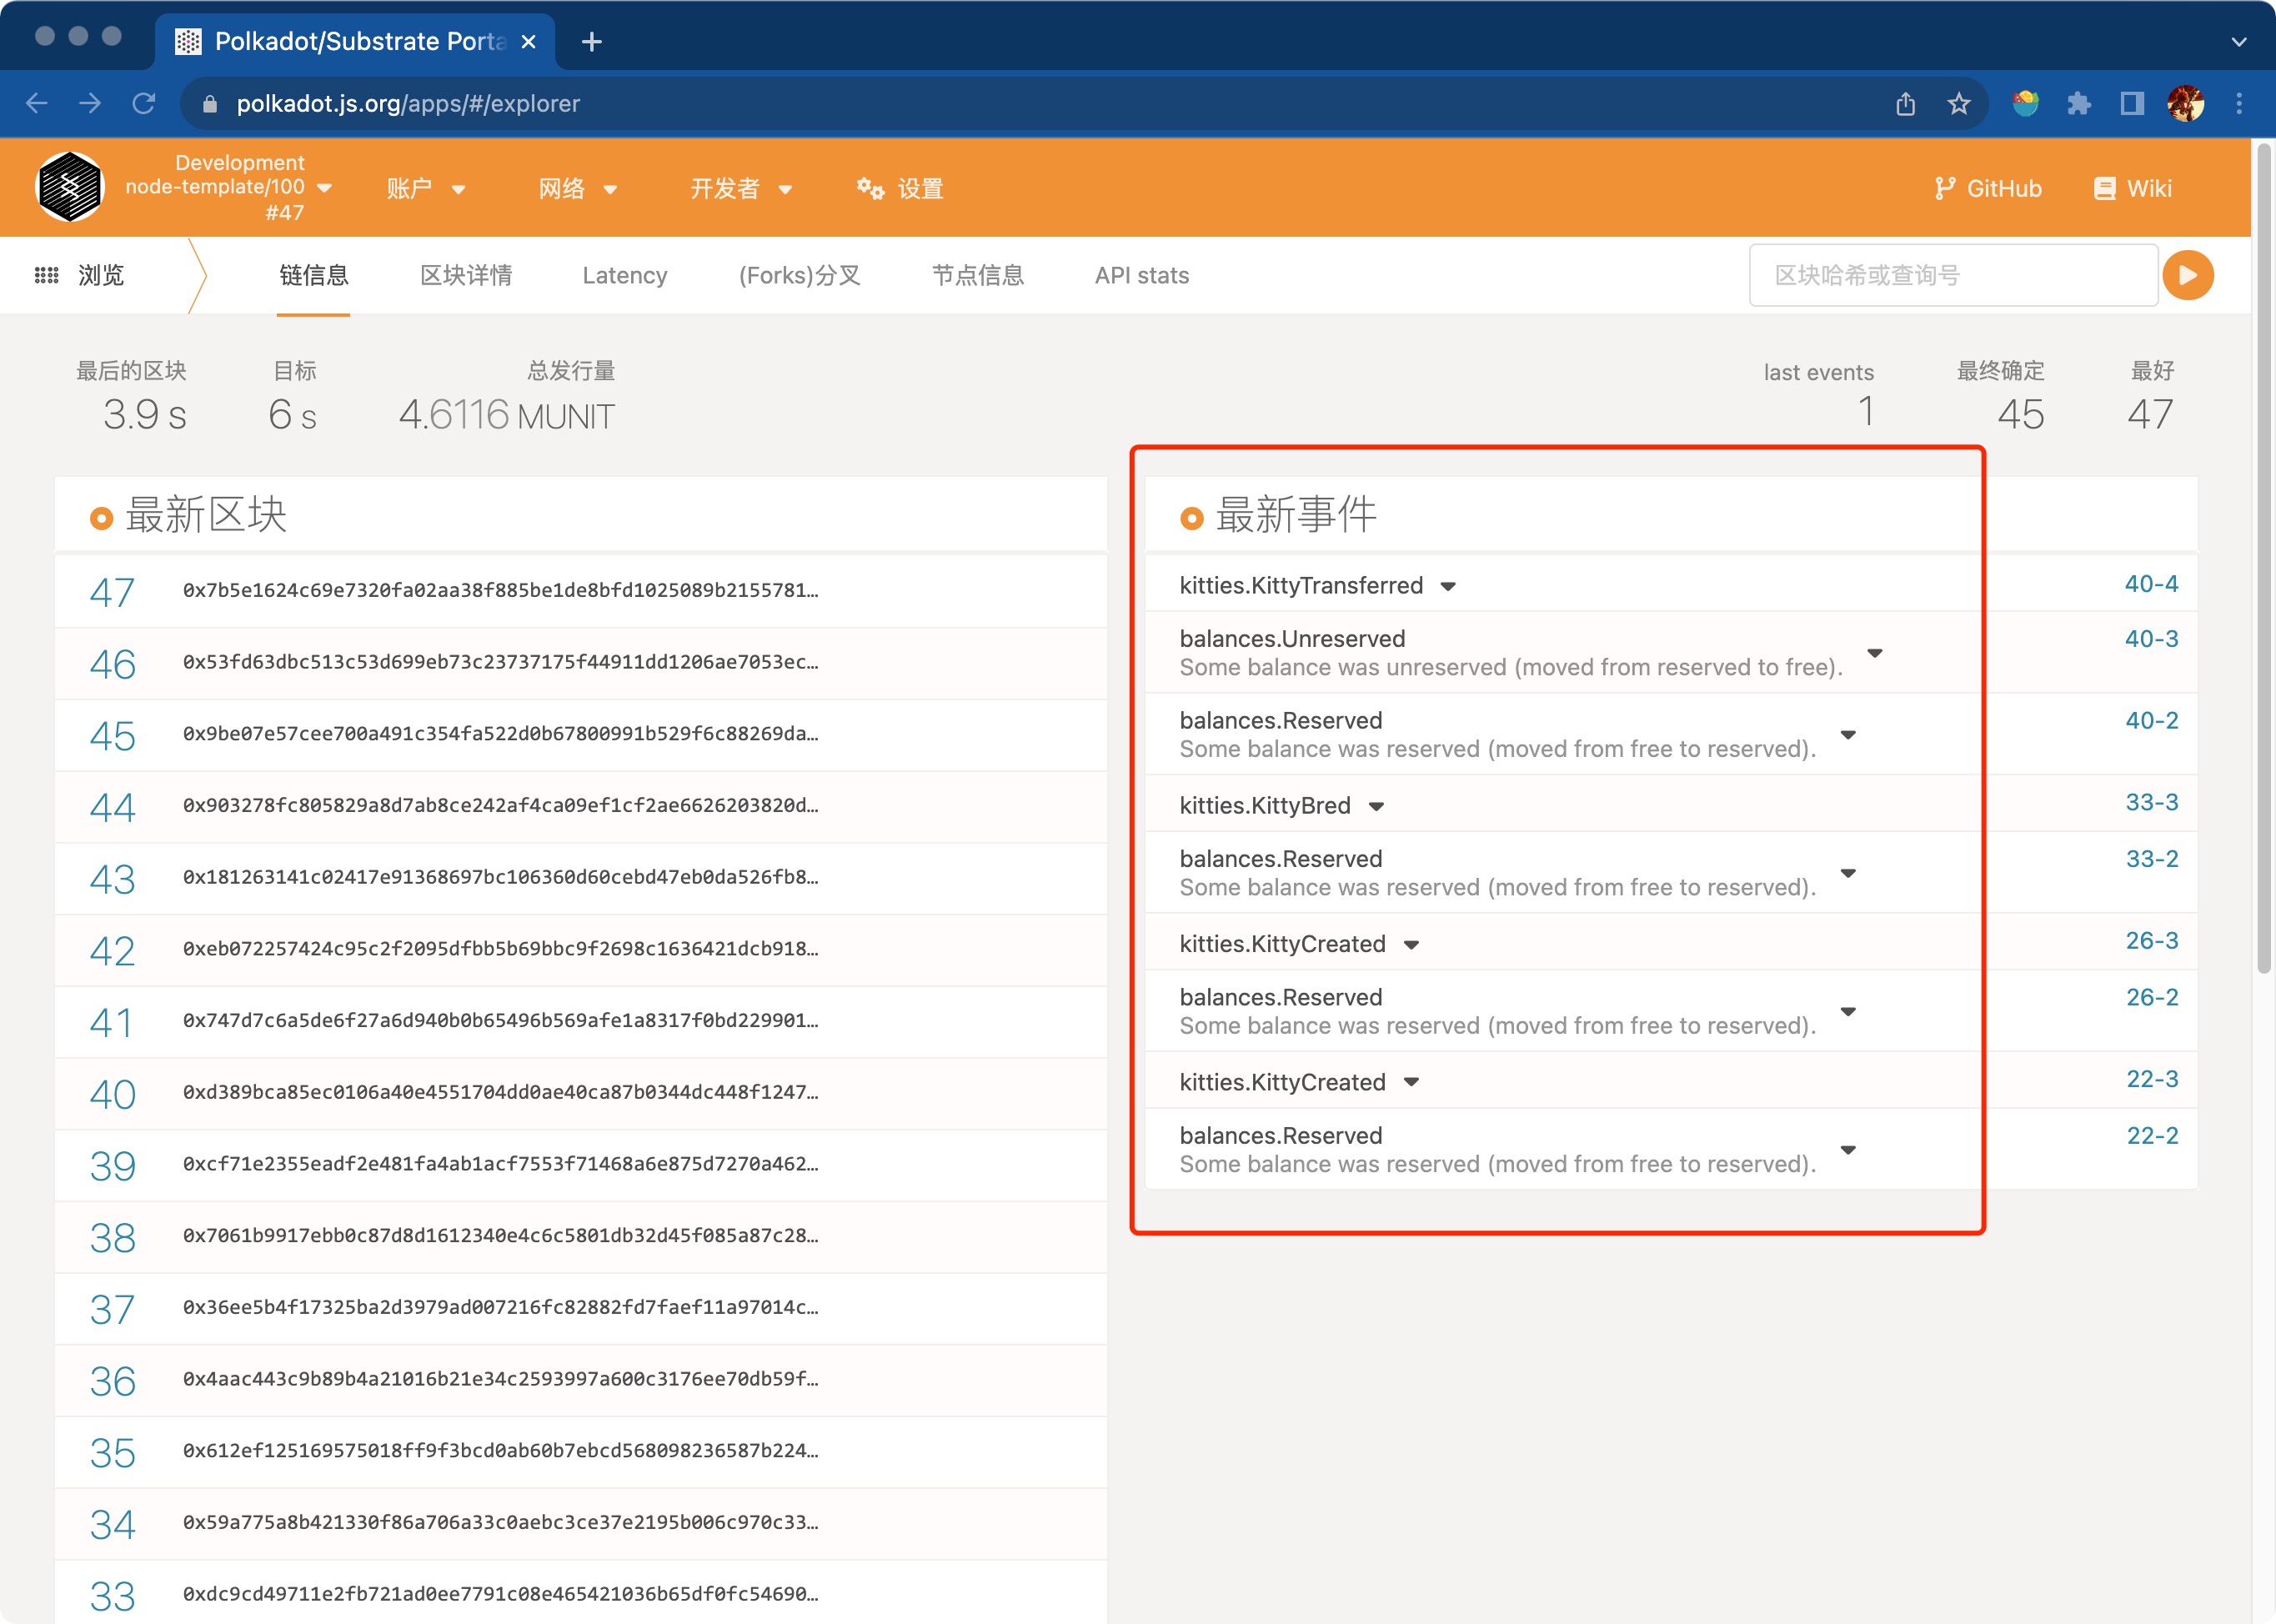 Polkadot/Substrate Porta
polkadot.js.org/apps/#/explorer
Development
node-template/100
#47
账户
网络
开发者
设置
GitHub
Wiki
浏览
链信息
区块详情
Latency
(Forks)分叉
节点信息
API stats
区块哈希或查询号
最后的区块
3.9 s
目标
6 s
总发行量
4.6116 MUNIT
last events
1
最终确定
45
最好
47
最新区块
47 0x7b5e1624c69e7320fa02aa38f885be1de8bfd1025089b2155781…
46 0x53fd63dbc513c53d699eb73c23737175f44911dd1206ae7053ec…
45 0x9be07e57cee700a491c354fa522d0b67800991b529f6c88269da…
44 0x903278fc805829a8d7ab8ce242af4ca09ef1cf2ae6626203820d…
43 0x181263141c02417e91368697bc106360d60cebd47eb0da526fb8…
42 0xeb072257424c95c2f2095dfbb5b69bbc9f2698c1636421dcb918…
41 0x747d7c6a5de6f27a6d940b0b65496b569afe1a8317f0bd229901…
40 0xd389bca85ec0106a40e4551704dd0ae40ca87b0344dc448f1247…
39 0xcf71e2355eadf2e481fa4ab1acf7553f71468a6e875d7270a462…
38 0x7061b9917ebb0c87d8d1612340e4c6c5801db32d45f085a87c28…
37 0x36ee5b4f17325ba2d3979ad007216fc82882fd7faef11a97014c…
36 0x4aac443c9b89b4a21016b21e34c2593997a600c3176ee70db59f…
35 0x612ef125169575018ff9f3bcd0ab60b7ebcd568098236587b224…
34 0x59a775a8b421330f86a706a33c0aebc3ce37e2195b006c970c33…
33 0xdc9cd49711e2fb721ad0ee7791c08e465421036b65df0fc54690…
最新事件
kitties.KittyTransferred 40-4
balances.Unreserved 40-3
Some balance was unreserved (moved from reserved to free).
balances.Reserved 40-2
Some balance was reserved (moved from free to reserved).
kitties.KittyBred 33-3
balances.Reserved 33-2
Some balance was reserved (moved from free to reserved).
kitties.KittyCreated 26-3
balances.Reserved 26-2
Some balance was reserved (moved from free to reserved).
kitties.KittyCreated 22-3
balances.Reserved 22-2
Some balance was reserved (moved from free to reserved).